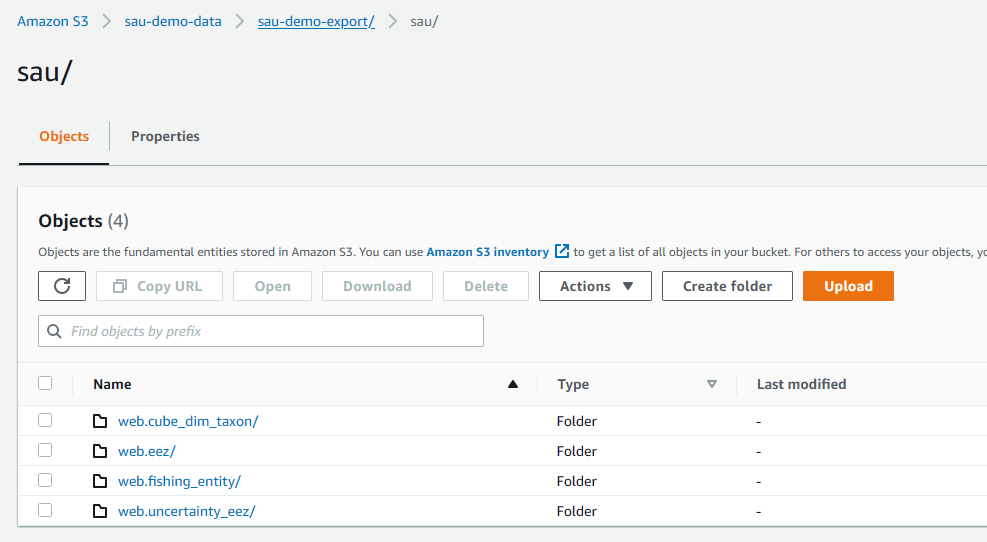 Amazon S3 > sau-demo-data > sau-demo-export/ > sau/
sau/
Objects Properties
Objects (4)
Objects are the fundamental entities stored in Amazon S3. You can use Amazon S3 inventory to get a list of all objects in your bucket. For others to access your objects,
Copy URL Open Download Delete Actions Create folder Upload
Find objects by prefix
Name Type Last modified
web.cube_dim_taxon/ Folder -
web.eez/ Folder -
web.fishing_entity/ Folder -
web.uncertainty_eez/ Folder -